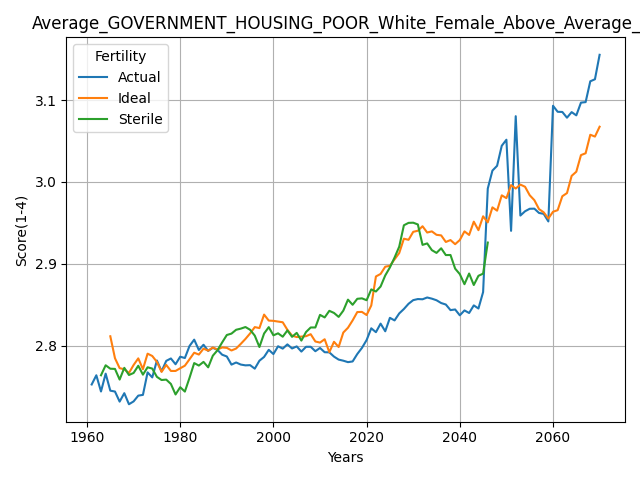 Average_GOVERNMENT_HOUSING_POOR_White_Female_Above_Average_
Fertility
Actual
Ideal
Sterile
3.1
3.0
2.9
2.8
Score(1-4)
1960 1980 2000 2020 2040 2060
Years